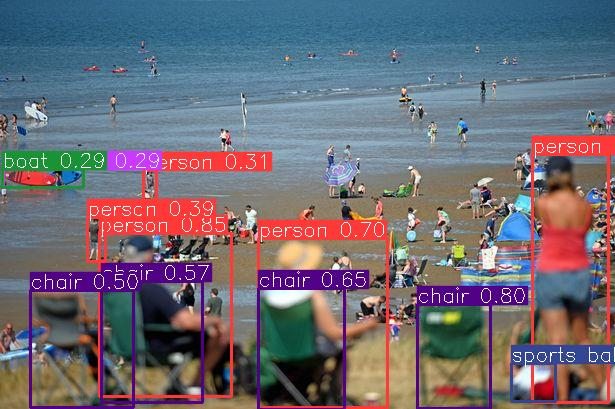 boat 0.29
0.29
erson 0.31
person
person 0.39
person 0.85
person 0.70
chair 0.50
chair 0.57
chair 0.65
chair 0.80
sports bal